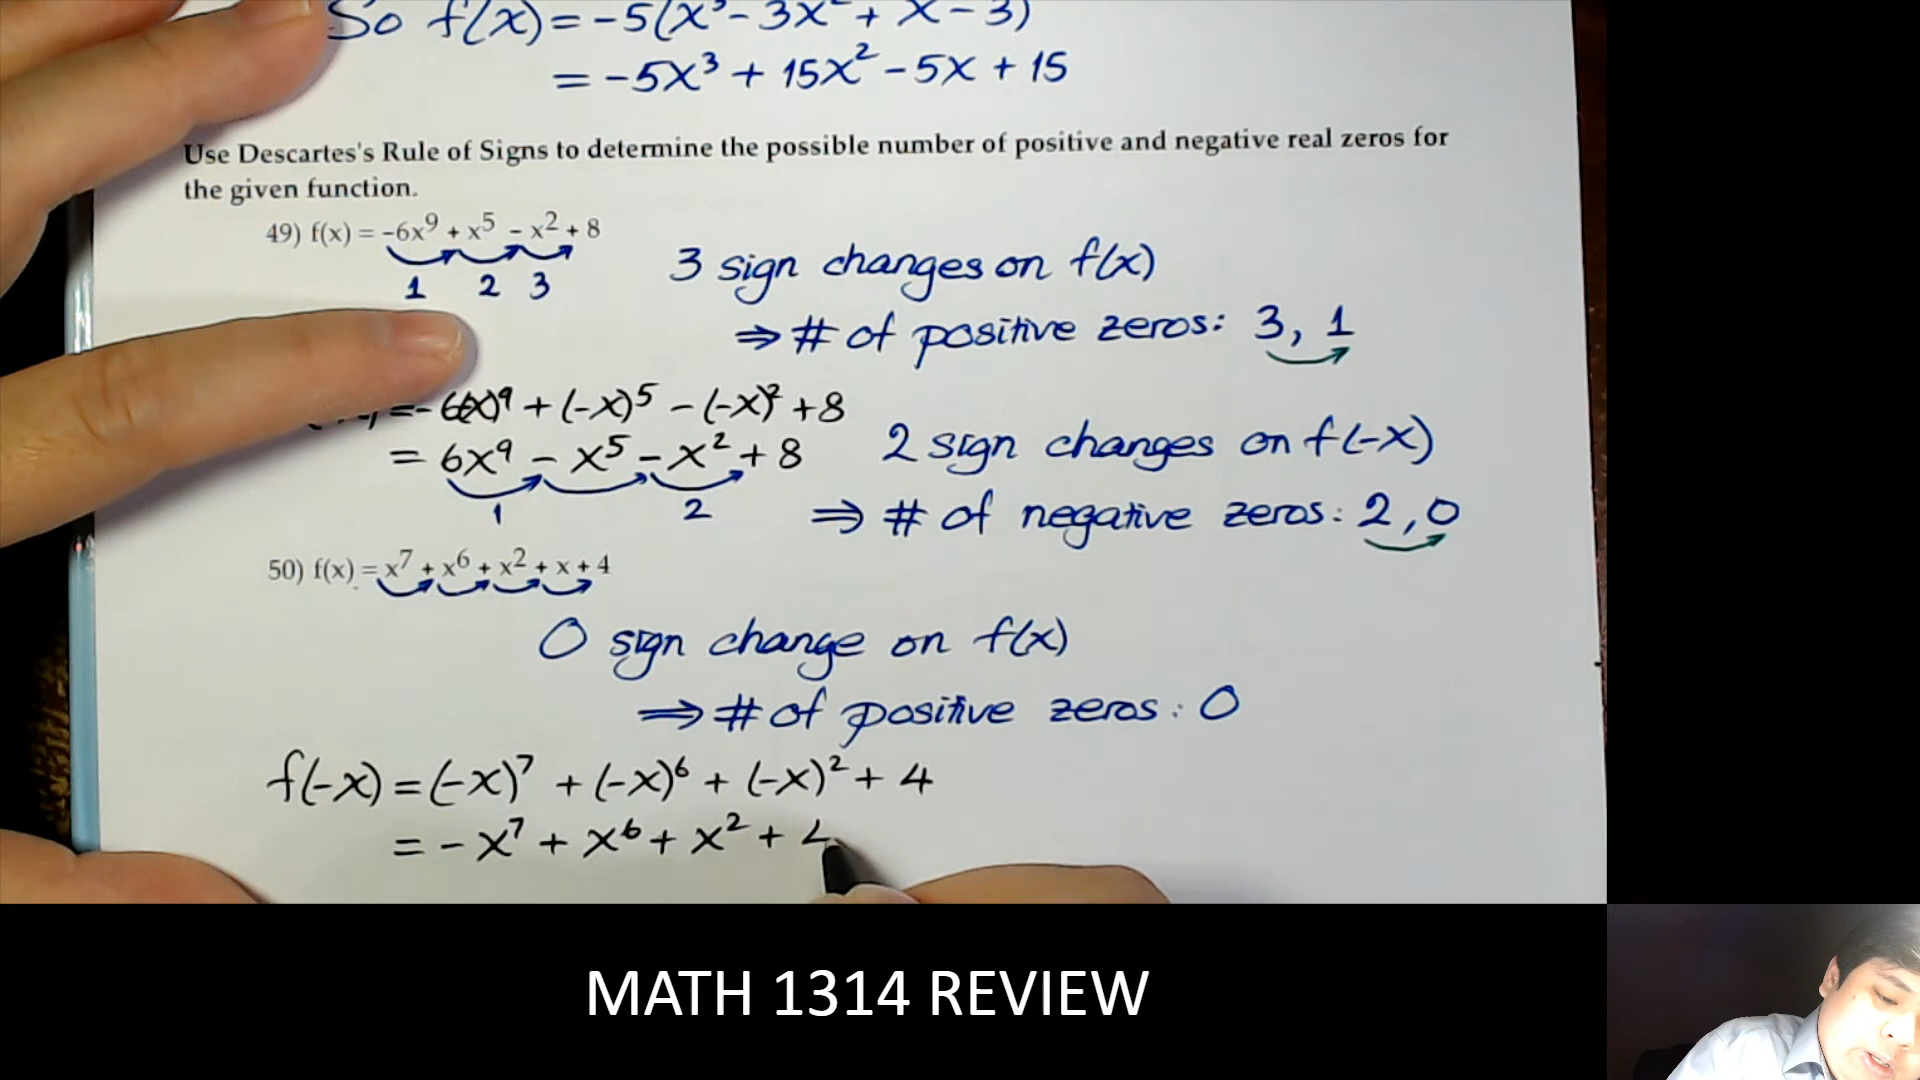 So f(x) = -5(x³ - 3x² + x - 3)
= -5x³ + 15x² - 5x + 15
Use Descartes's Rule of Signs to determine the possible number of positive and negative real zeros for
the given function.
49) f(x) = -6x⁹ + x⁵ - x² + 8
1 2 3
3 sign changes on f(x)
⇒ # of positive zeros: 3, 1
= -6(-x)⁹ + (-x)⁵ - (-x)² + 8
= 6x⁹ - x⁵ - x² + 8
1 2
2 sign changes on f(-x)
⇒ # of negative zeros: 2, 0
50) f(x) = x⁷ + x⁶ + x² + x + 4
0 sign change on f(x)
⇒ # of positive zeros: 0
f(-x) = (-x)⁷ + (-x)⁶ + (-x)² + 4
= -x⁷ + x⁶ + x² +
MATH 1314 REVIEW